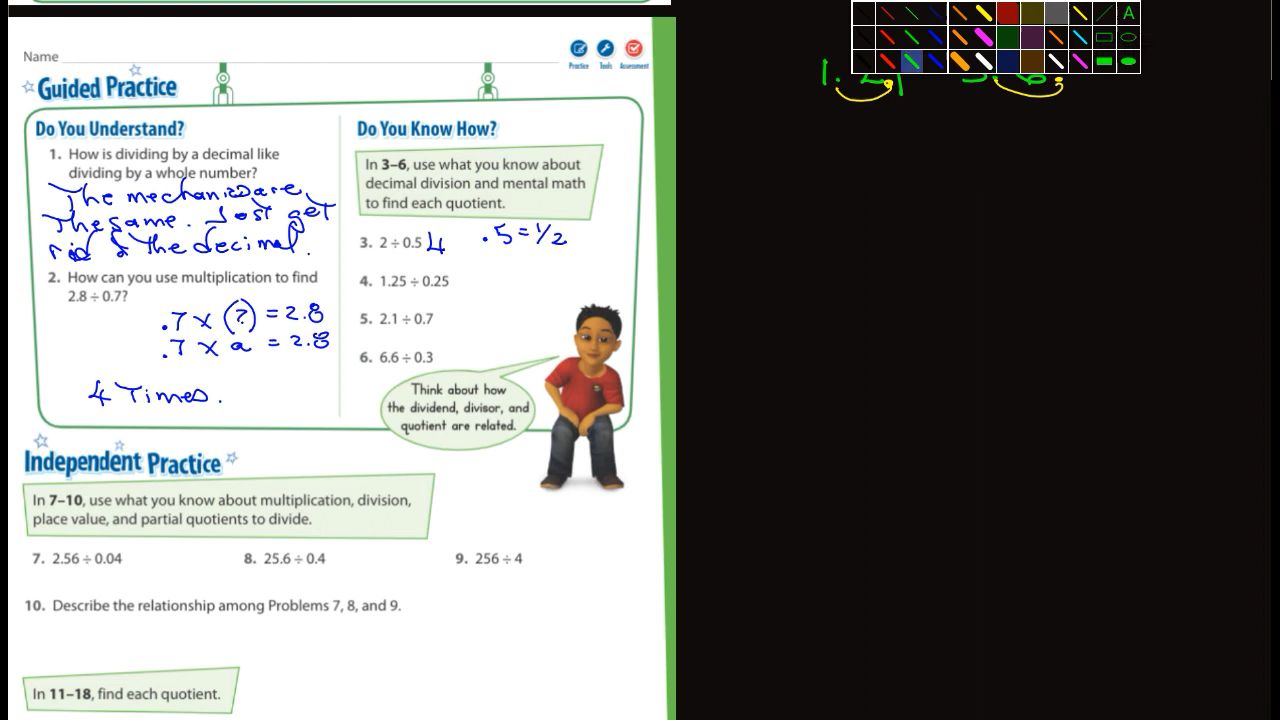 Name
Practice Tools Assessment
Guided Practice
Do You Understand?
1. How is dividing by a decimal like
dividing by a whole number?
The mechanics are
the same. Just get
rid of the decimal.
2. How can you use multiplication to find
2.8 ÷ 0.7?
.7 x (?) = 2.8
.7 x a = 2.8
4 Times.
Do You Know How?
In 3–6, use what you know about
decimal division and mental math
to find each quotient.
3. 2 ÷ 0.5 4 .5 = 1/2
4. 1.25 ÷ 0.25
5. 2.1 ÷ 0.7
6. 6.6 ÷ 0.3
Think about how
the dividend, divisor, and
quotient are related.
Independent Practice
In 7–10, use what you know about multiplication, division,
place value, and partial quotients to divide.
7. 2.56 ÷ 0.04 8. 25.6 ÷ 0.4 9. 256 ÷ 4
10. Describe the relationship among Problems 7, 8, and 9.
In 11–18, find each quotient.
A